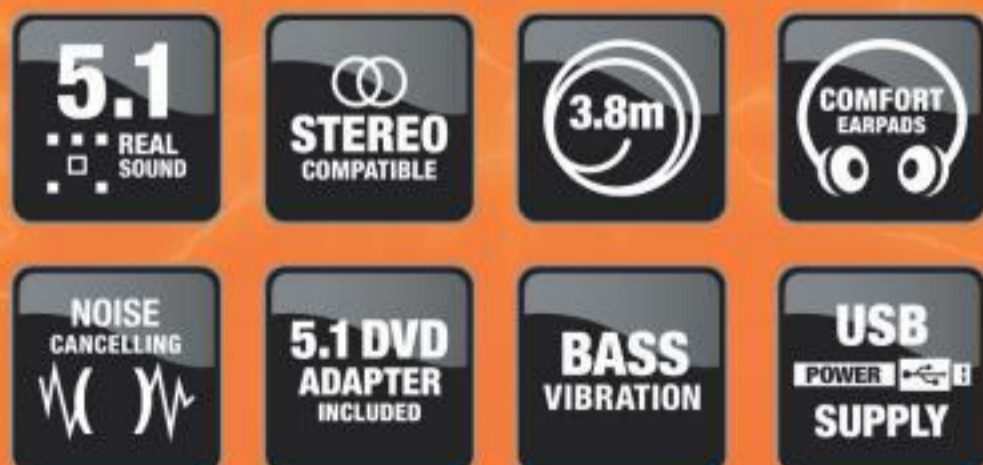 5.1
REAL
SOUND
STEREO
COMPATIBLE
3.8m
COMFORT
EARPADS
NOISE
CANCELLING
5.1 DVD
ADAPTER
INCLUDED
BASS
VIBRATION
USB
POWER
SUPPLY